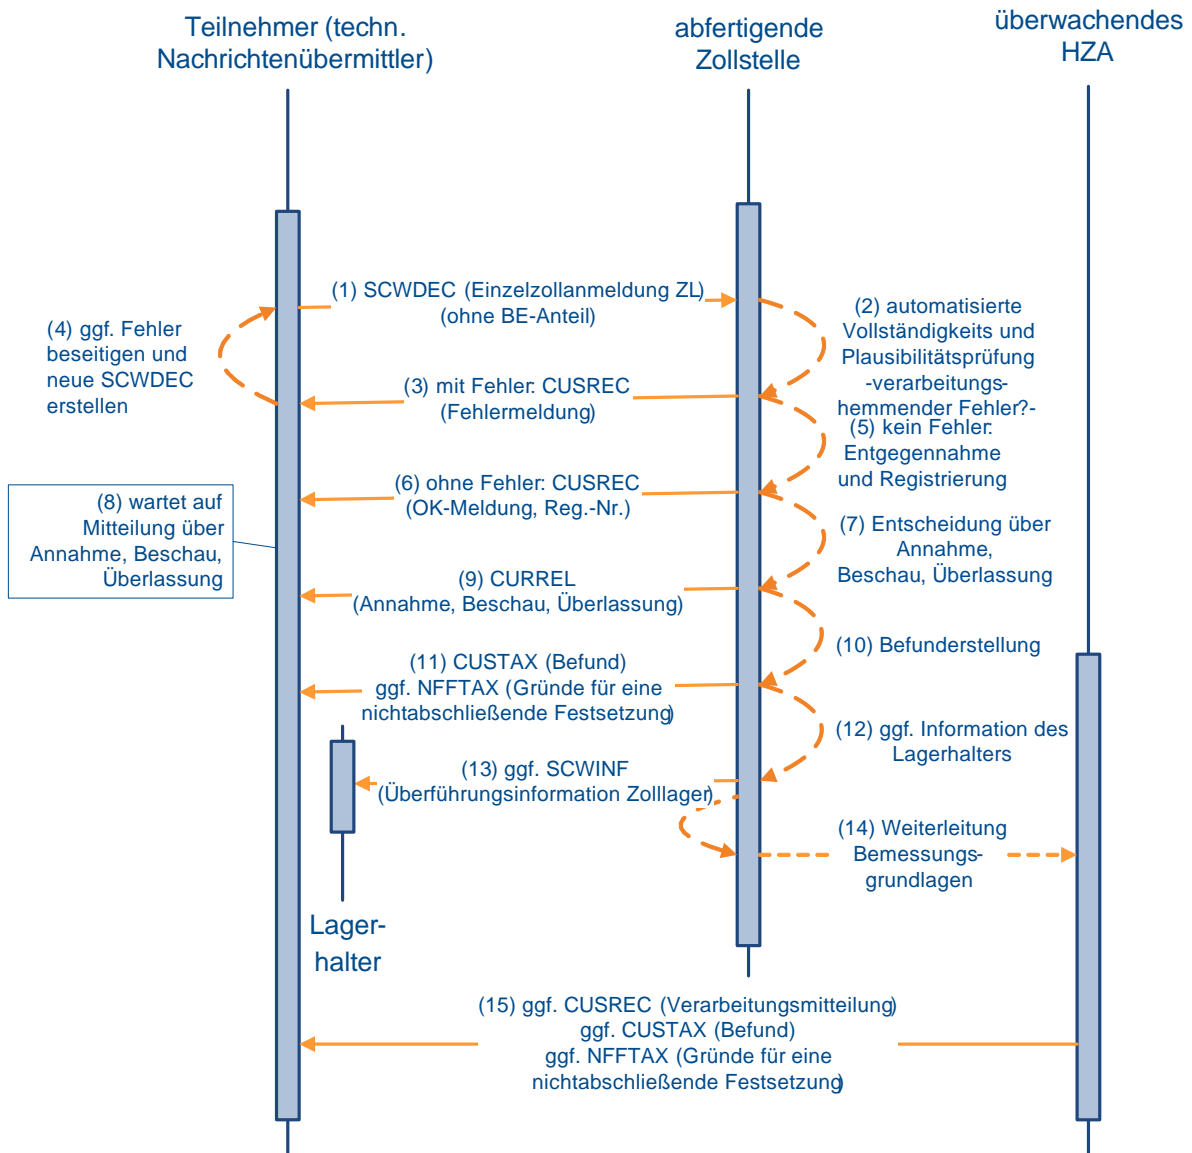 Teilnehmer (techn.
Nachrichtenübermittler)
abfertigende
Zollstelle
überwachendes
HZA
(1) SCWDEC (Einzelzollanmeldung ZL)
(ohne BE-Anteil)
(2) automatisierte
Vollständigkeits und
Plausibilitätsprüfung
-verarbeitungs-
hemmender Fehler?-
(3) mit Fehler: CUSREC
(Fehlermeldung)
(4) ggf. Fehler
beseitigen und
neue SCWDEC
erstellen
(5) kein Fehler:
Entgegennahme
und Registrierung
(6) ohne Fehler: CUSREC
(OK-Meldung, Reg.-Nr.)
(7) Entscheidung über
Annahme,
Beschau, Überlassung
(8) wartet auf
Mitteilung über
Annahme, Beschau,
Überlassung
(9) CURREL
(Annahme, Beschau, Überlassung)
(10) Befunderstellung
(11) CUSTAX (Befund)
ggf. NFFTAX (Gründe für eine
nichtabschließende Festsetzung)
(12) ggf. Information des
Lagerhalters
(13) ggf. SCWINF
(Überführungsinformation Zolllager)
(14) Weiterleitung
Bemessungs-
grundlagen
Lager-
halter
(15) ggf. CUSREC (Verarbeitungsmitteilung)
ggf. CUSTAX (Befund)
ggf. NFFTAX (Gründe für eine
nichtabschließende Festsetzung)